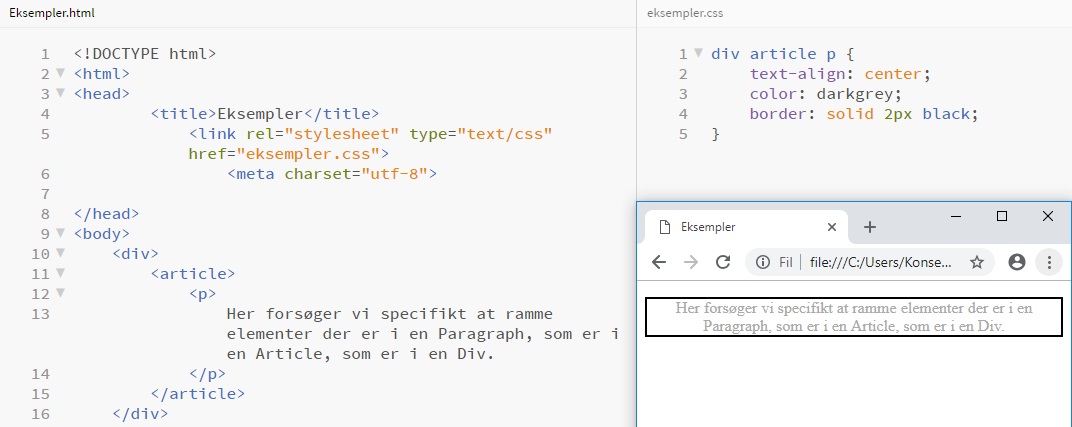 Eksempler.html
1 <!DOCTYPE html>
2 <html>
3 <head>
4 <title>Eksempler</title>
5 <link rel="stylesheet" type="text/css"
href="eksempler.css">
6 <meta charset="utf-8">
7
8 </head>
9 <body>
10 <div>
11 <article>
12 <p>
13 Her forsøger vi specifikt at ramme
elementer der er i en Paragraph, som er i
en Article, som er i en Div.
14 </p>
15 </article>
16 </div>
eksempler.css
1 div article p {
2 text-align: center;
3 color: darkgrey;
4 border: solid 2px black;
5 }
Eksempler
Fil file:///C:/Users/Konse...
Her forsøger vi specifikt at ramme elementer der er i en
Paragraph, som er i en Article, som er i en Div.